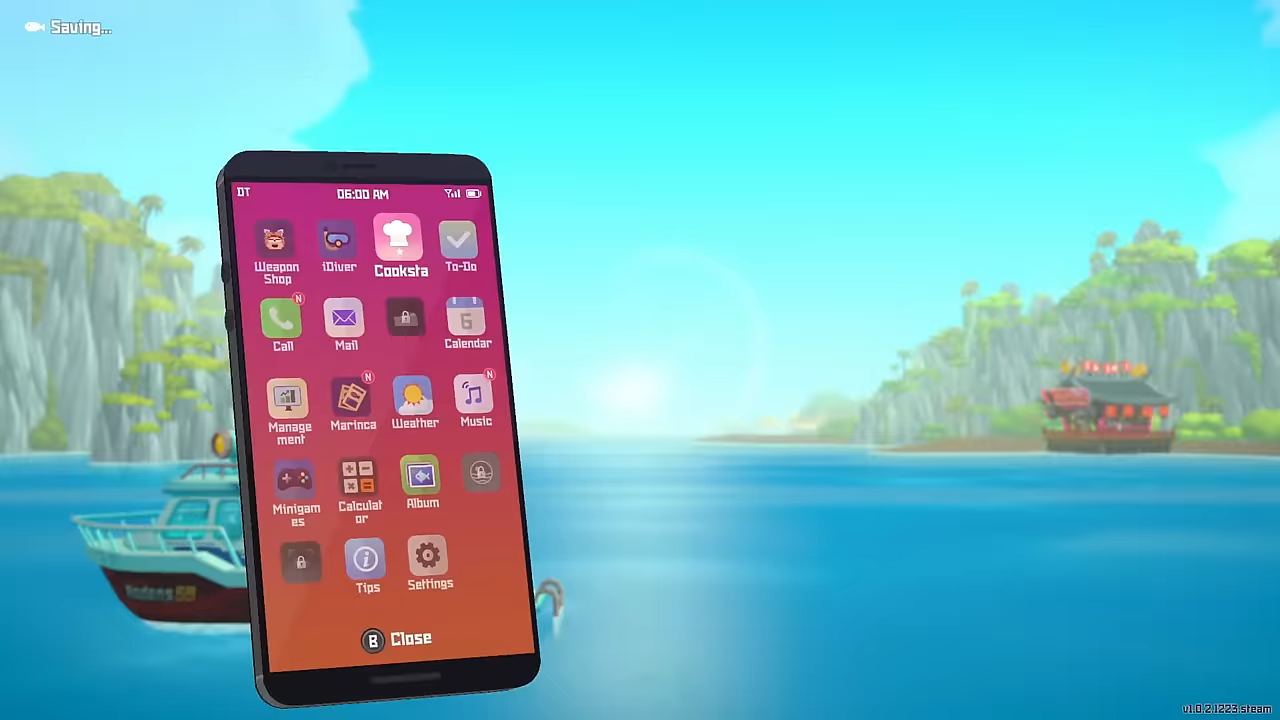 Saving...
DT
06:00 AM
Weapon
Shop
iDiver
Cooksta
To-Do
N
Call
Mail
6
Calendar
N
N
Manage
ment
Marinca
Weather
Music
Minigam
es
Calculat
or
Album
Tips
Settings
B Close
v1.0.2.1223.steam